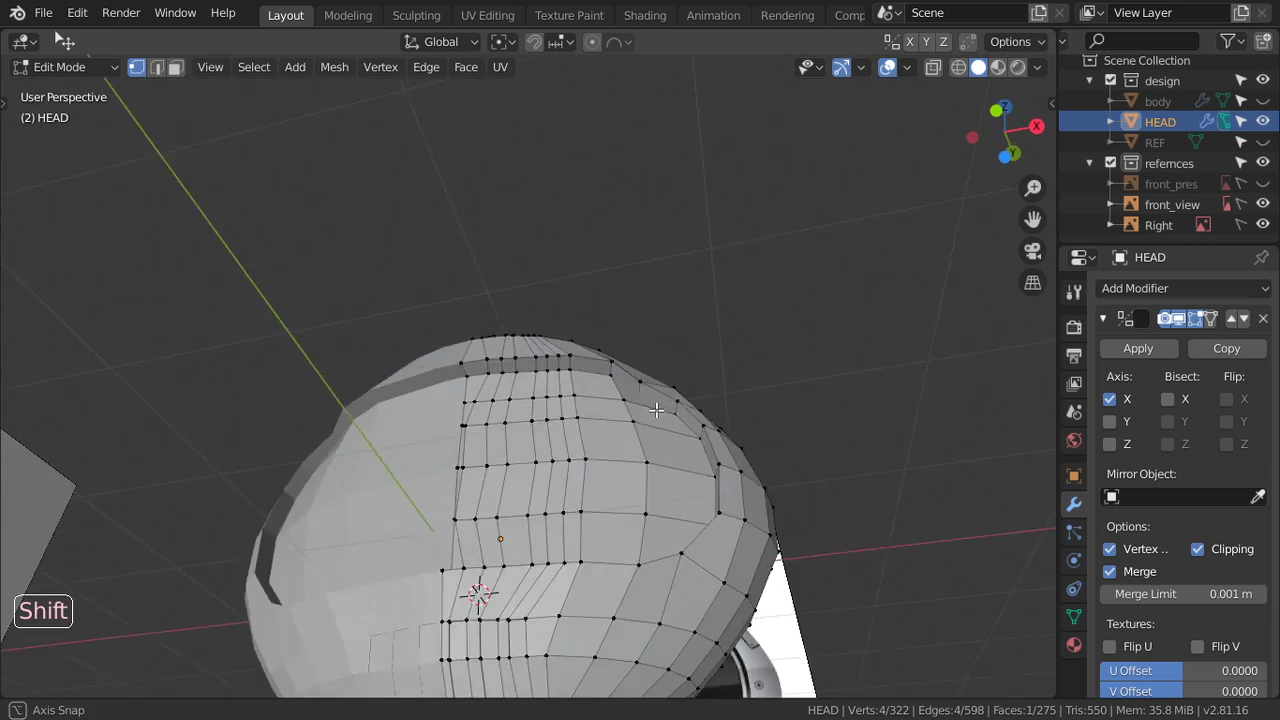 File Edit Render Window Help Layout Modeling Sculpting UV Editing Texture Paint Shading Animation Rendering Comp Scene View Layer
Global X Y Z Options
Edit Mode View Select Add Mesh Vertex Edge Face UV
User Perspective
(2) HEAD
Z
X
Y
Scene Collection
design
body
HEAD
REF
refernces
front_pres
front_view
Right
HEAD
Add Modifier
Apply Copy
Axis: Bisect: Flip:
X X X
Y Y Y
Z Z Z
Mirror Object:
Options:
Vertex .. Clipping
Merge
Merge Limit 0.001 m
Textures:
Flip U Flip V
U Offset 0.0000
V Offset 0.0000
Shift
Axis Snap HEAD | Verts:4/322 | Edges:4/598 | Faces:1/275 | Tris:550 | Mem: 35.8 MiB | v2.81.16